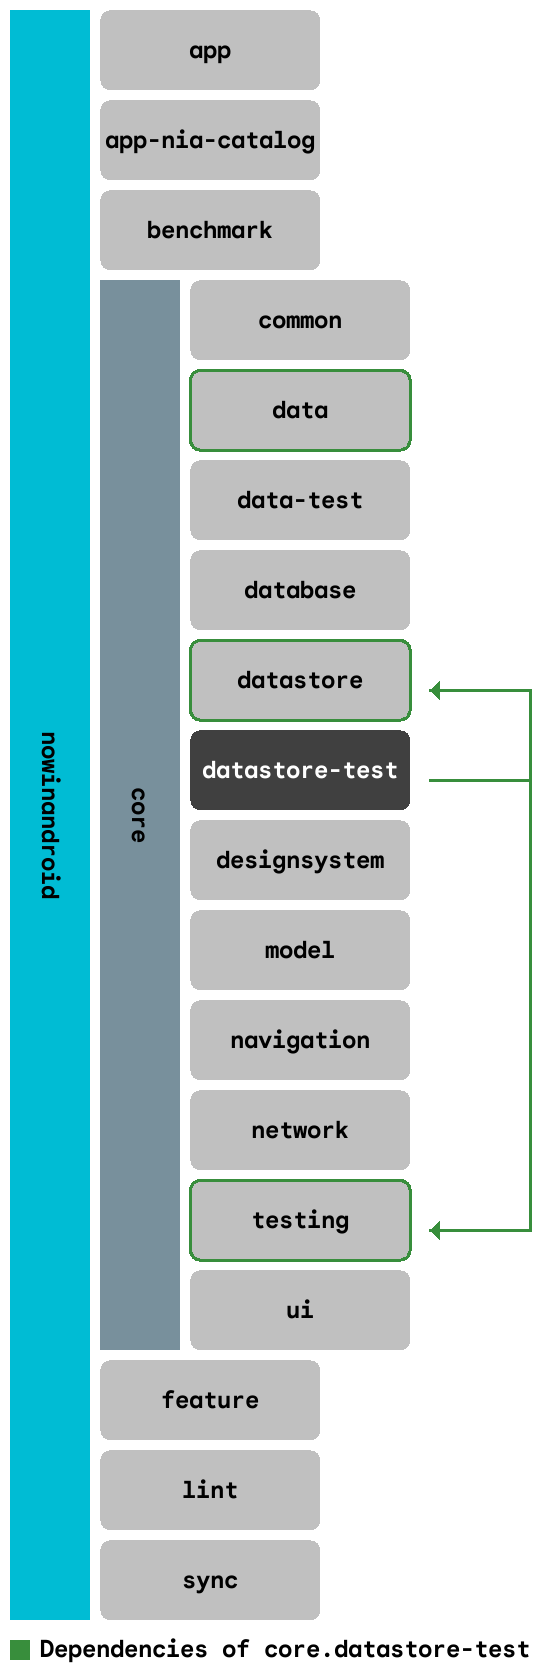 nowinandroid
app
app-nia-catalog
benchmark
core
common
data
data-test
database
datastore
datastore-test
designsystem
model
navigation
network
testing
ui
feature
lint
sync
Dependencies of core.datastore-test